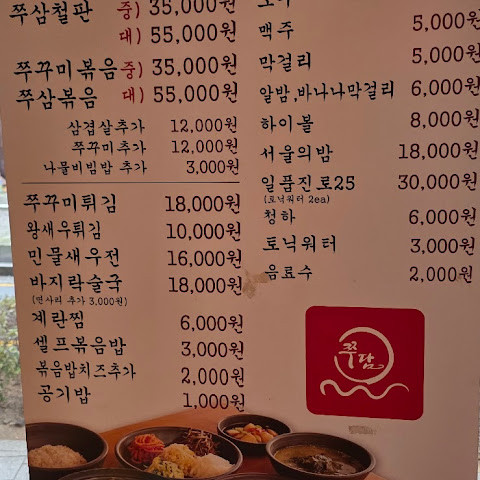 쭈삼철판 중) 35,000원
대) 55,000원
쭈꾸미볶음 중) 35,000원
쭈삼볶음 대) 55,000원
삼겹살추가 12,000원
쭈꾸미추가 12,000원
나물비빔밥 추가 3,000원
쭈꾸미튀김 18,000원
왕새우튀김 10,000원
민물새우전 16,000원
바지락술국 18,000원
(면사리 추가 3,000원)
계란찜 6,000원
셀프볶음밥 3,000원
볶음밥치즈추가 2,000원
공기밥 1,000원
5,000원
맥주
막걸리 5,000원
알밤,바나나막걸리 6,000원
하이볼 8,000원
서울의밤 18,000원
일품진로25 30,000원
(토닉워터 2ea)
청하 6,000원
토닉워터 3,000원
음료수 2,000원
쭈담